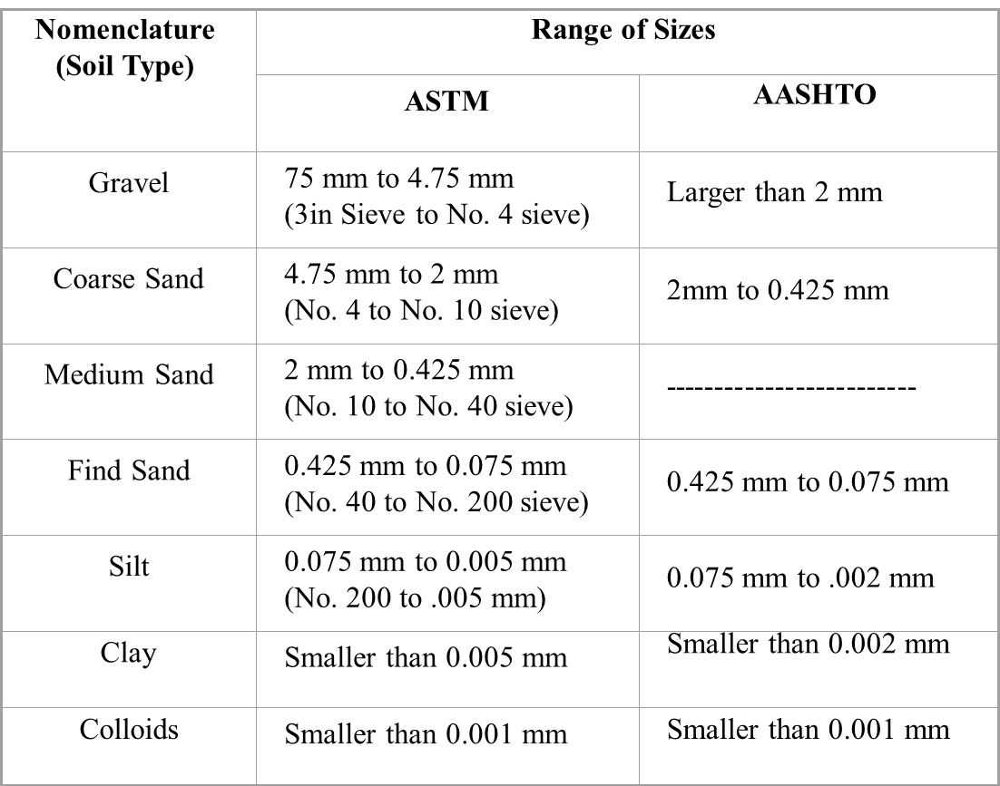 Nomenclature
(Soil Type)
Range of Sizes
ASTM
AASHTO
Gravel
75 mm to 4.75 mm
(3in Sieve to No. 4 sieve)
Larger than 2 mm
Coarse Sand
4.75 mm to 2 mm
(No. 4 to No. 10 sieve)
2mm to 0.425 mm
Medium Sand
2 mm to 0.425 mm
(No. 10 to No. 40 sieve)
--------------------------
Find Sand
0.425 mm to 0.075 mm
(No. 40 to No. 200 sieve)
0.425 mm to 0.075 mm
Silt
0.075 mm to 0.005 mm
(No. 200 to .005 mm)
0.075 mm to .002 mm
Clay
Smaller than 0.005 mm
Smaller than 0.002 mm
Colloids
Smaller than 0.001 mm
Smaller than 0.001 mm